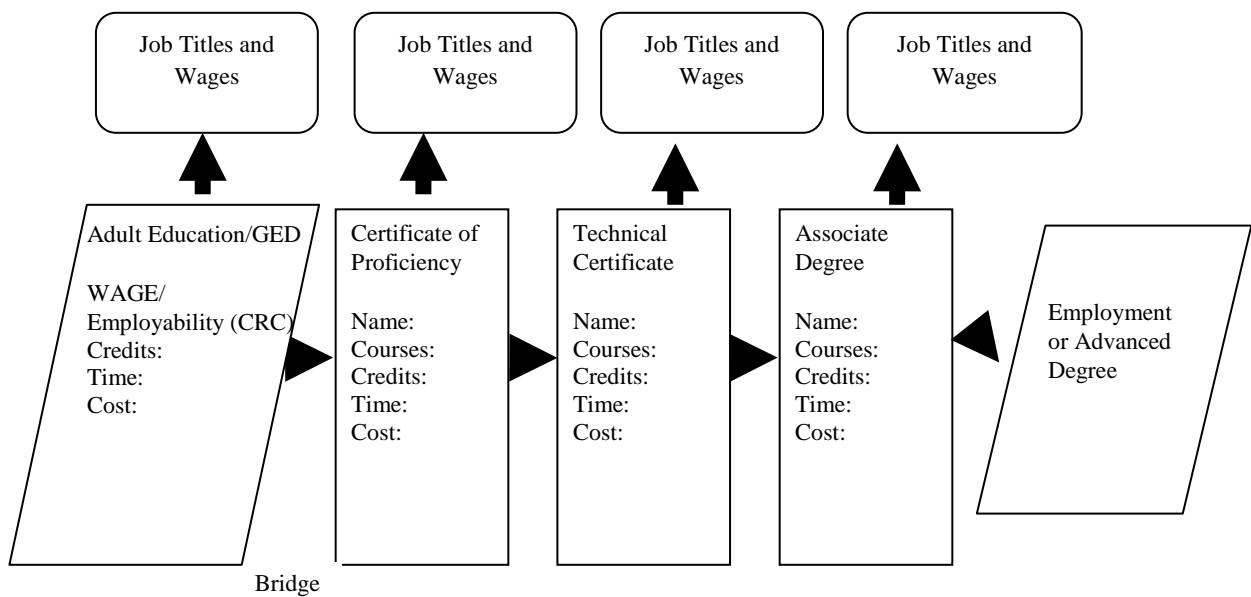 Job Titles and
Wages
Job Titles and
Wages
Job Titles and
Wages
Job Titles and
Wages
Adult Education/GED
WAGE/
Employability (CRC)
Credits:
Time:
Cost:
Certificate of
Proficiency
Name:
Courses:
Credits:
Time:
Cost:
Technical
Certificate
Name:
Courses:
Credits:
Time:
Cost:
Associate
Degree
Name:
Courses:
Credits:
Time:
Cost:
Employment
or Advanced
Degree
Bridge